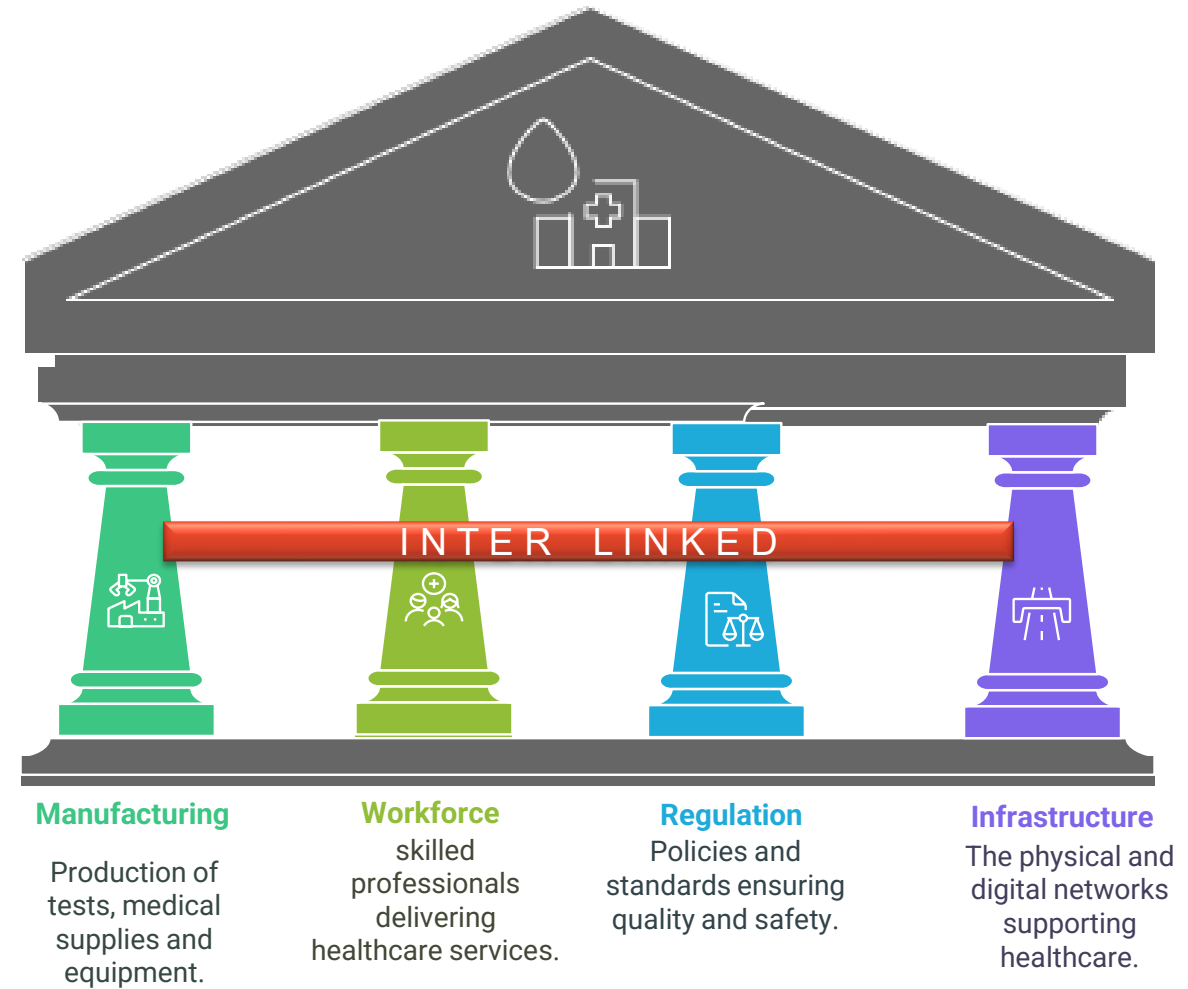 INTER LINKED
Manufacturing
Production of
tests, medical
supplies and
equipment.
Workforce
skilled
professionals
delivering
healthcare services.
Regulation
Policies and
standards ensuring
quality and safety.
Infrastructure
The physical and
digital networks
supporting
healthcare.